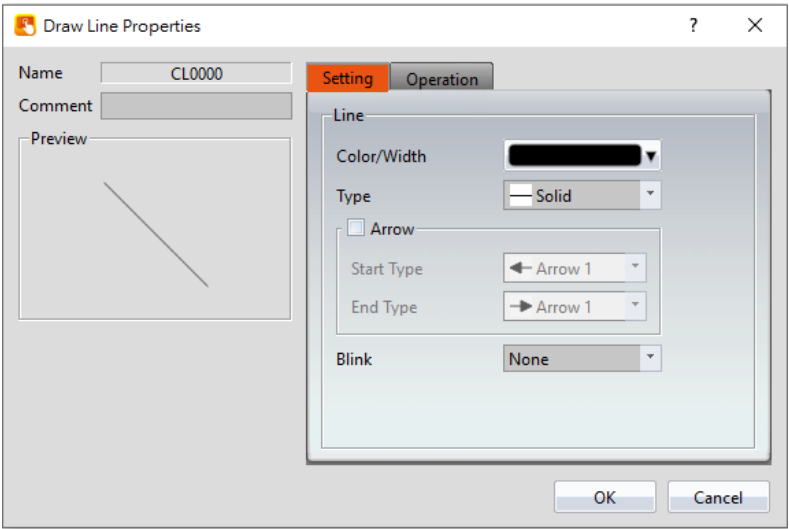 Draw Line Properties ? ×
Name CL0000
Comment
Preview
Setting Operation
Line
Color/Width
Type Solid
Arrow
Start Type Arrow 1
End Type Arrow 1
Blink None
OK Cancel